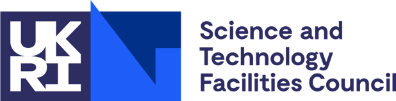 UK
RI
Science and
Technology
Facilities Council